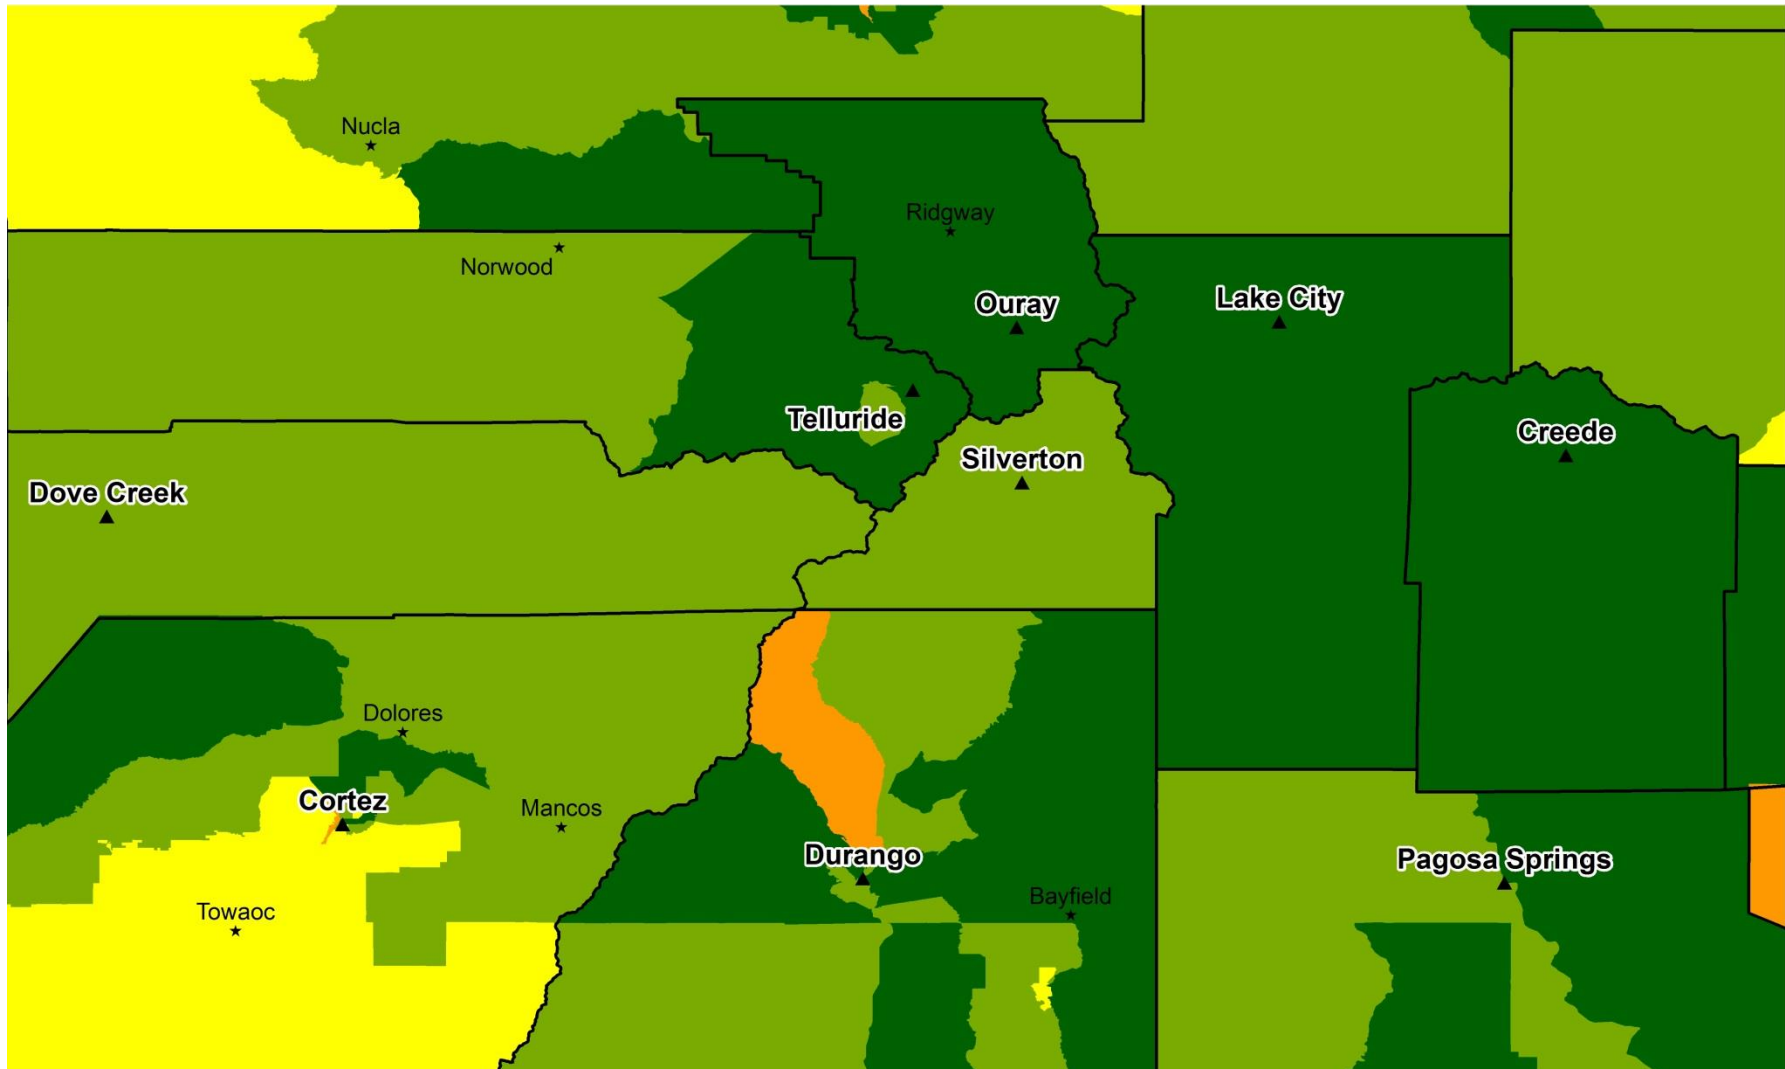 Nucla
Ridgway
Norwood
Ouray
Lake City
Telluride
Creede
Silverton
Dove Creek
Dolores
Cortez
Mancos
Durango
Pagosa Springs
Bayfield
Towaoc